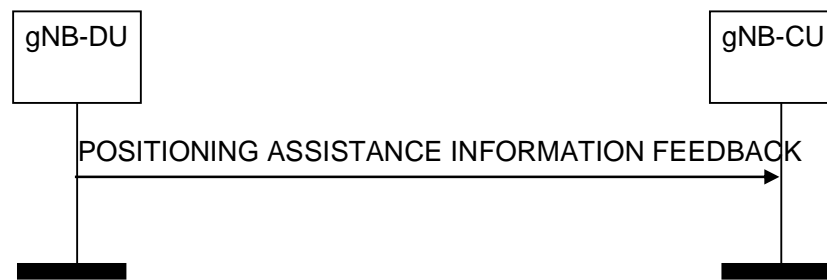 gNB-DU
gNB-CU
POSITIONING ASSISTANCE INFORMATION FEEDBACK